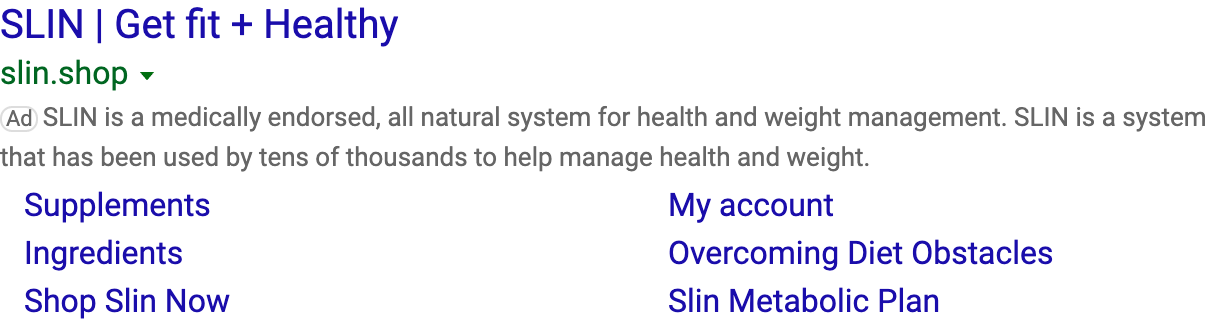 SLIN | Get fit + Healthy
slin.shop
Ad SLIN is a medically endorsed, all natural system for health and weight management. SLIN is a system
that has been used by tens of thousands to help manage health and weight.
Supplements
My account
Ingredients
Overcoming Diet Obstacles
Shop Slin Now
Slin Metabolic Plan